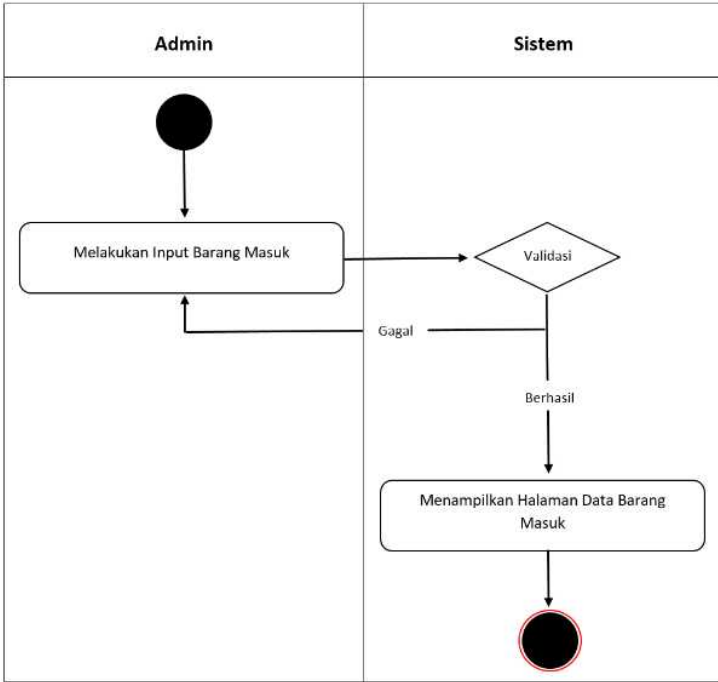 Admin
Sistem
Melakukan Input Barang Masuk
Validasi
Gagal
Berhasil
Menampilkan Halaman Data Barang
Masuk